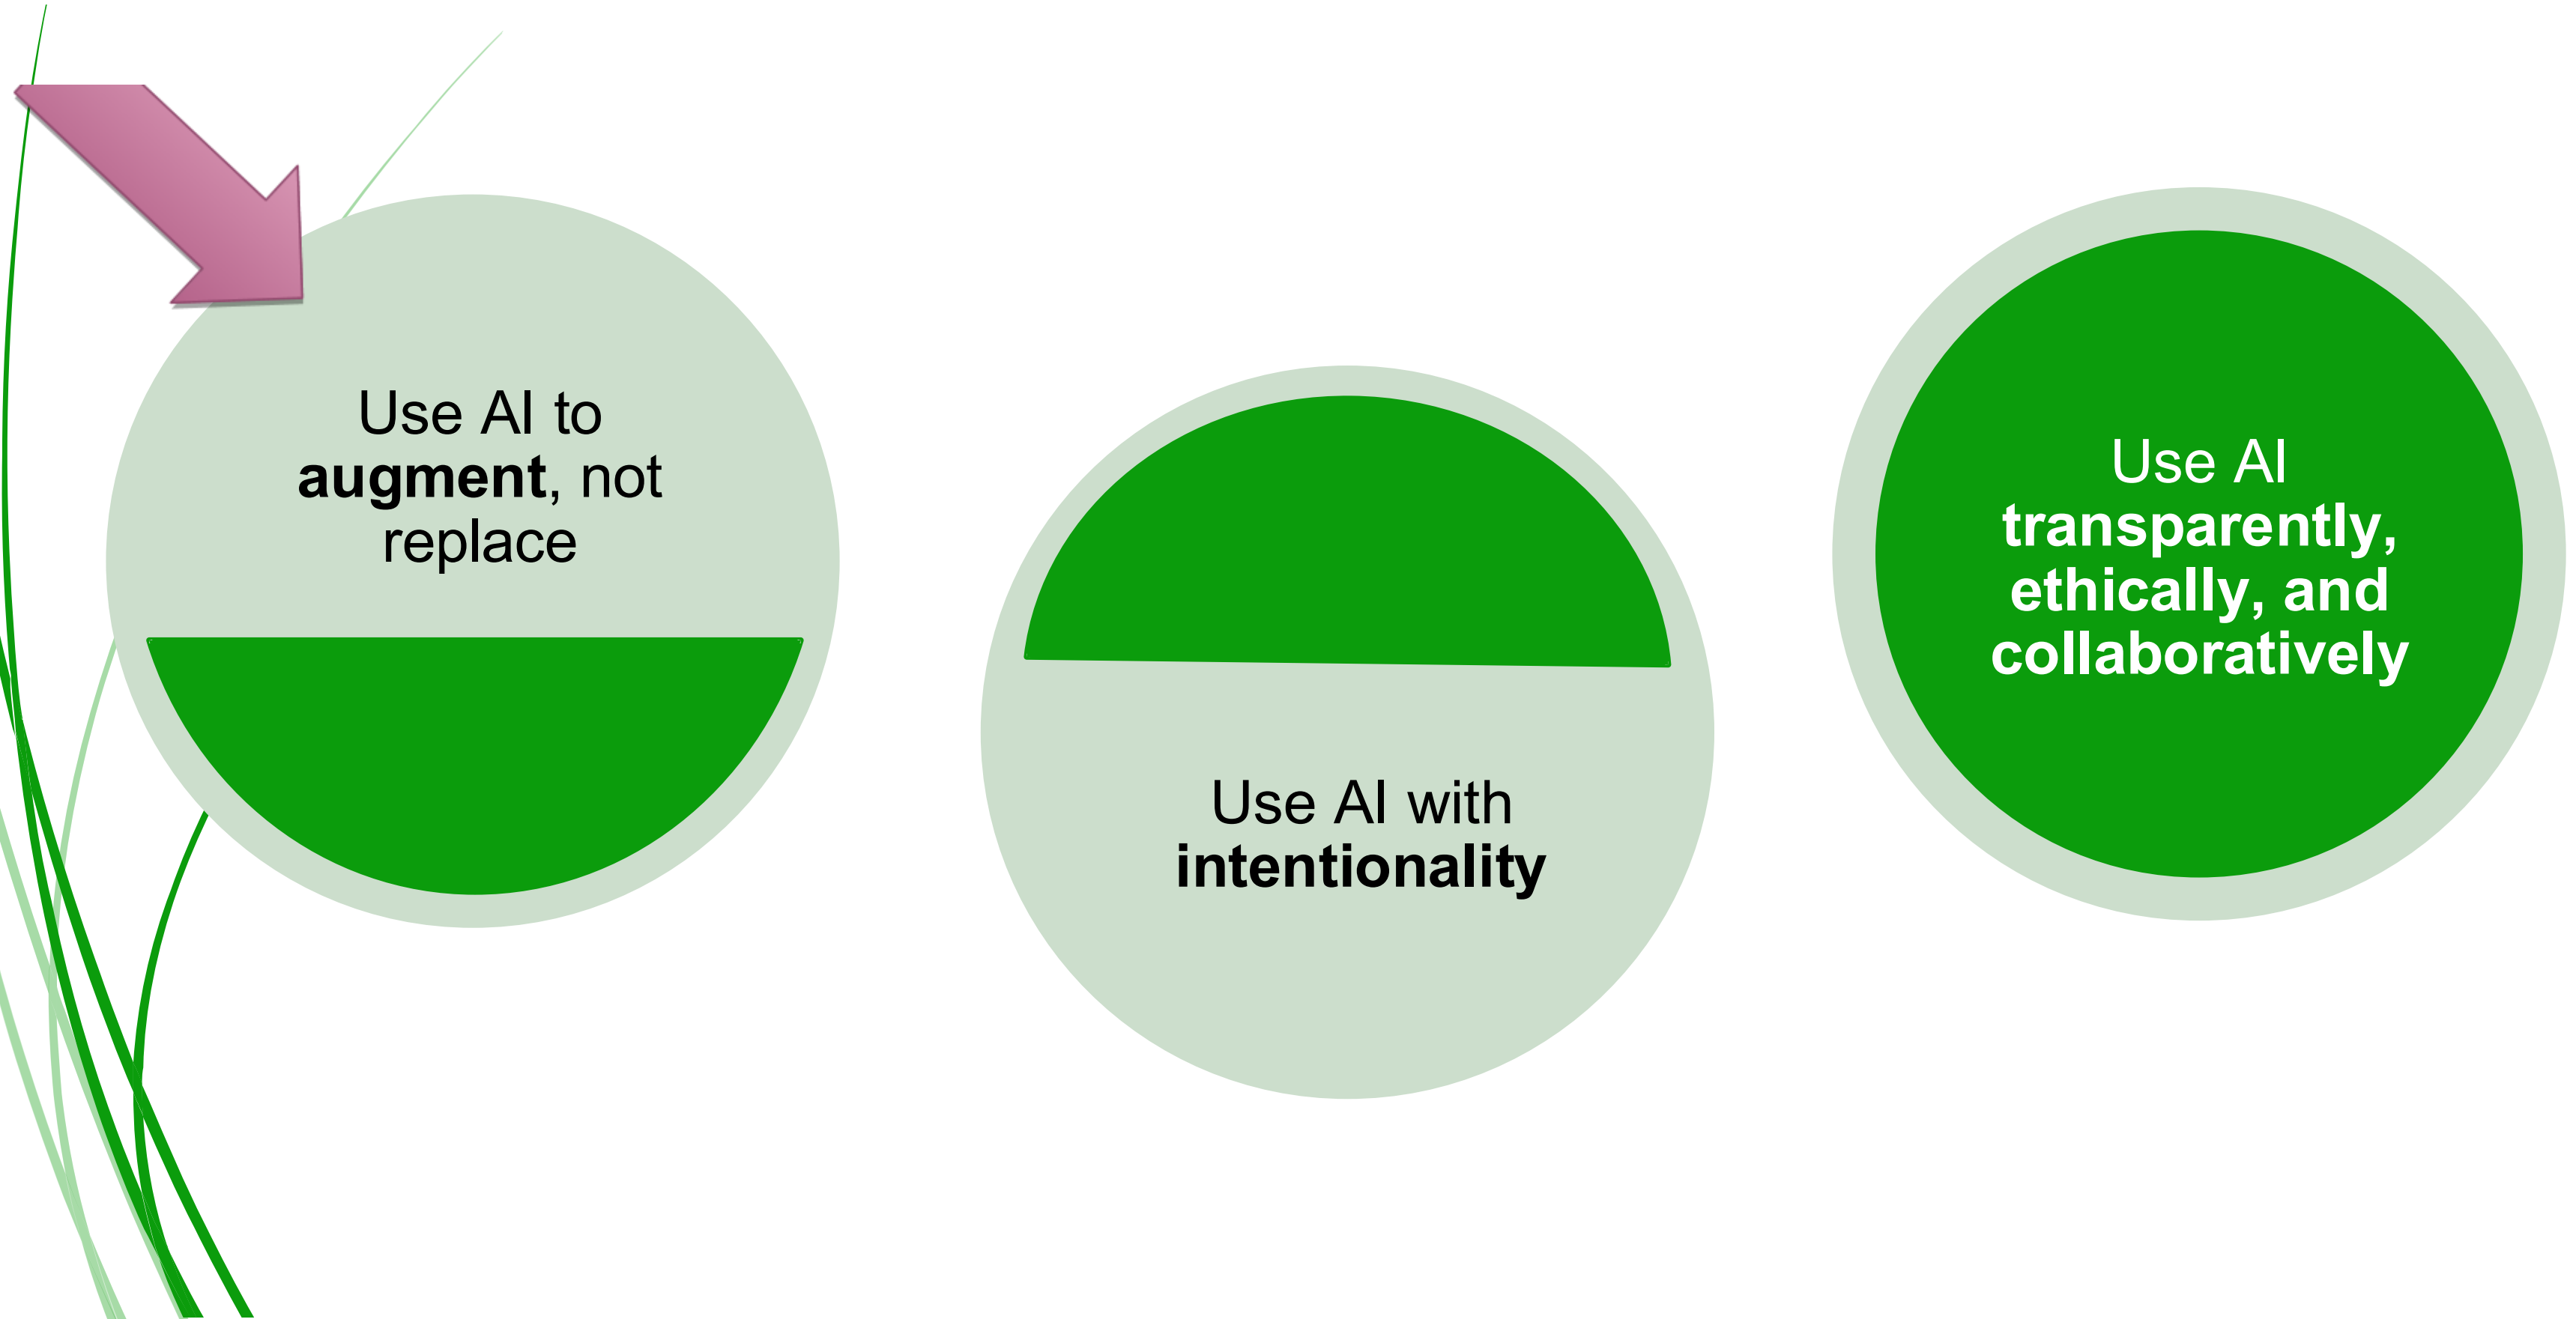 Use AI to
augment, not
replace
Use AI with
intentionality
Use AI
transparently,
ethically, and
collaboratively